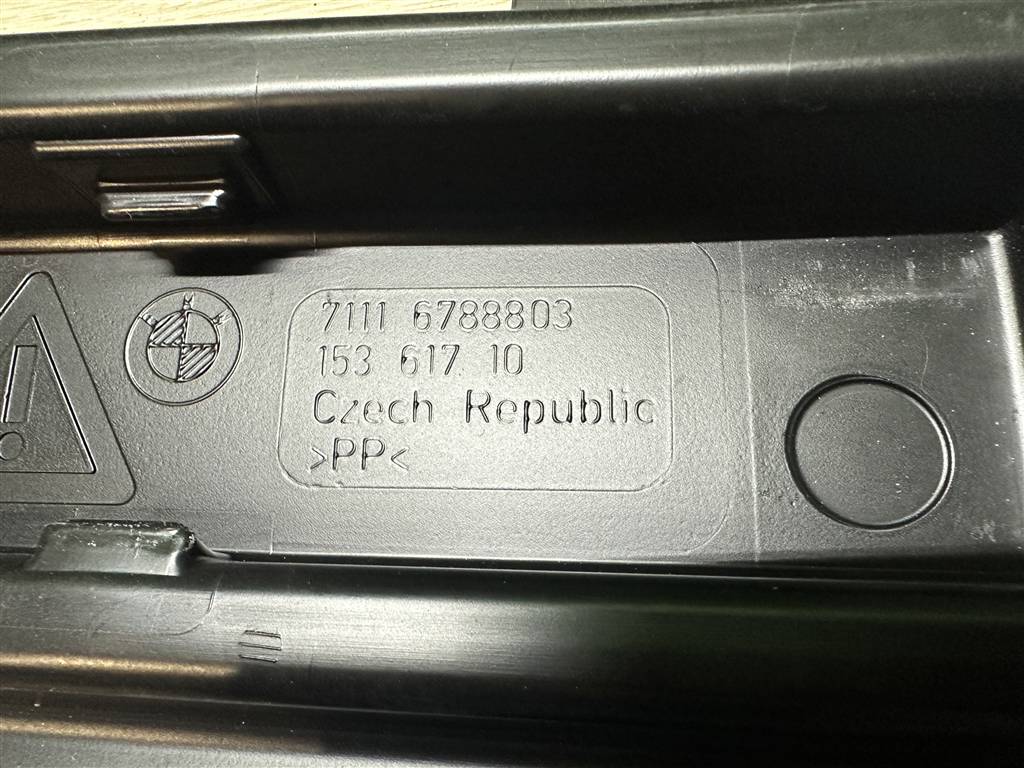 7111 6788803
153 617 10
Czech Republic
>PP<